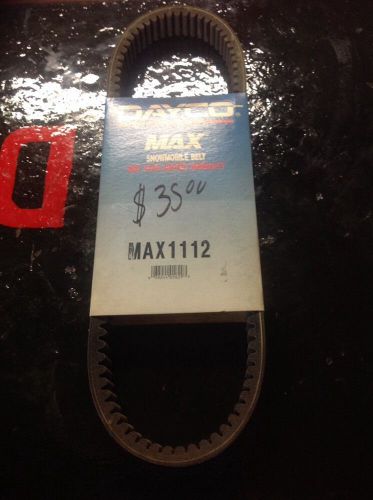 DAYCO
MAX
SNOWMOBILE BELT
$ 35.00
MAX1112
D